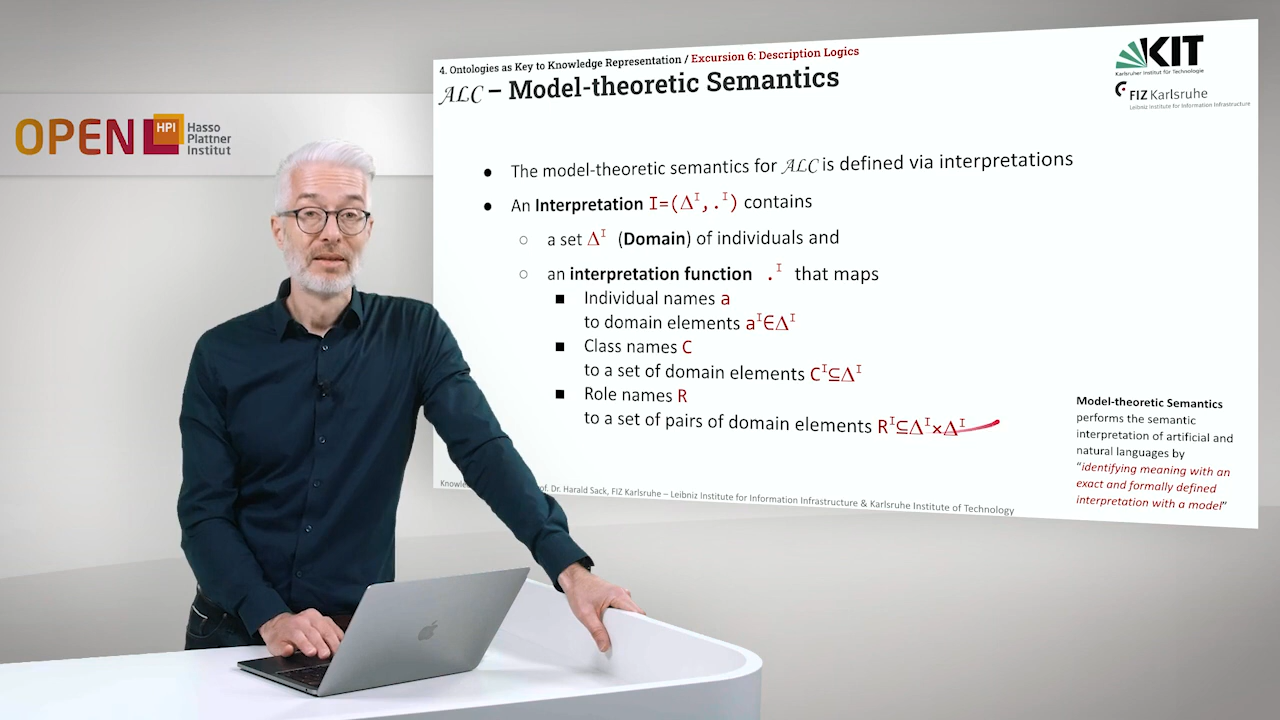 OPEN HPI Hasso
Plattner
Institut
4. Ontologies as Key to Knowledge Representation / Excursion 6: Description Logics
ALC – Model-theoretic Semantics
KIT
Karlsruher Institut für Technologie
FIZ Karlsruhe
Leibniz Institute for Information Infrastructure
● The model-theoretic semantics for ALC is defined via interpretations
● An Interpretation I=(Δᴵ,.ᴵ) contains
○ a set Δᴵ (Domain) of individuals and
○ an interpretation function .ᴵ that maps
■ Individual names a
to domain elements aᴵ∈Δᴵ
■ Class names C
to a set of domain elements Cᴵ⊆Δᴵ
■ Role names R
to a set of pairs of domain elements Rᴵ⊆Δᴵ×Δᴵ
Model-theoretic Semantics
performs the semantic
interpretation of artificial and
natural languages by
"identifying meaning with an
exact and formally defined
interpretation with a model"
Dr. Harald Sack, FIZ Karlsruhe – Leibniz Institute for Information Infrastructure & Karlsruhe Institute of Technology